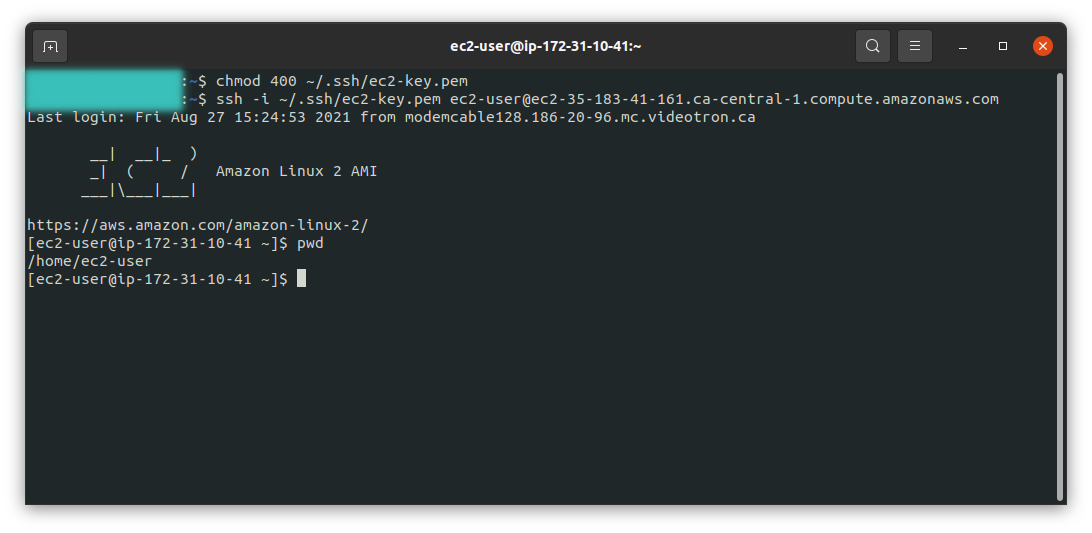 ec2-user@ip-172-31-10-41:~
:~$ chmod 400 ~/.ssh/ec2-key.pem
:~$ ssh -i ~/.ssh/ec2-key.pem ec2-user@ec2-35-183-41-161.ca-central-1.compute.amazonaws.com
Last login: Fri Aug 27 15:24:53 2021 from modemcable128.186-20-96.mc.videotron.ca
       __|  __|_  )
       _|  (     /   Amazon Linux 2 AMI
      ___|\___|___|
https://aws.amazon.com/amazon-linux-2/
[ec2-user@ip-172-31-10-41 ~]$ pwd
/home/ec2-user
[ec2-user@ip-172-31-10-41 ~]$